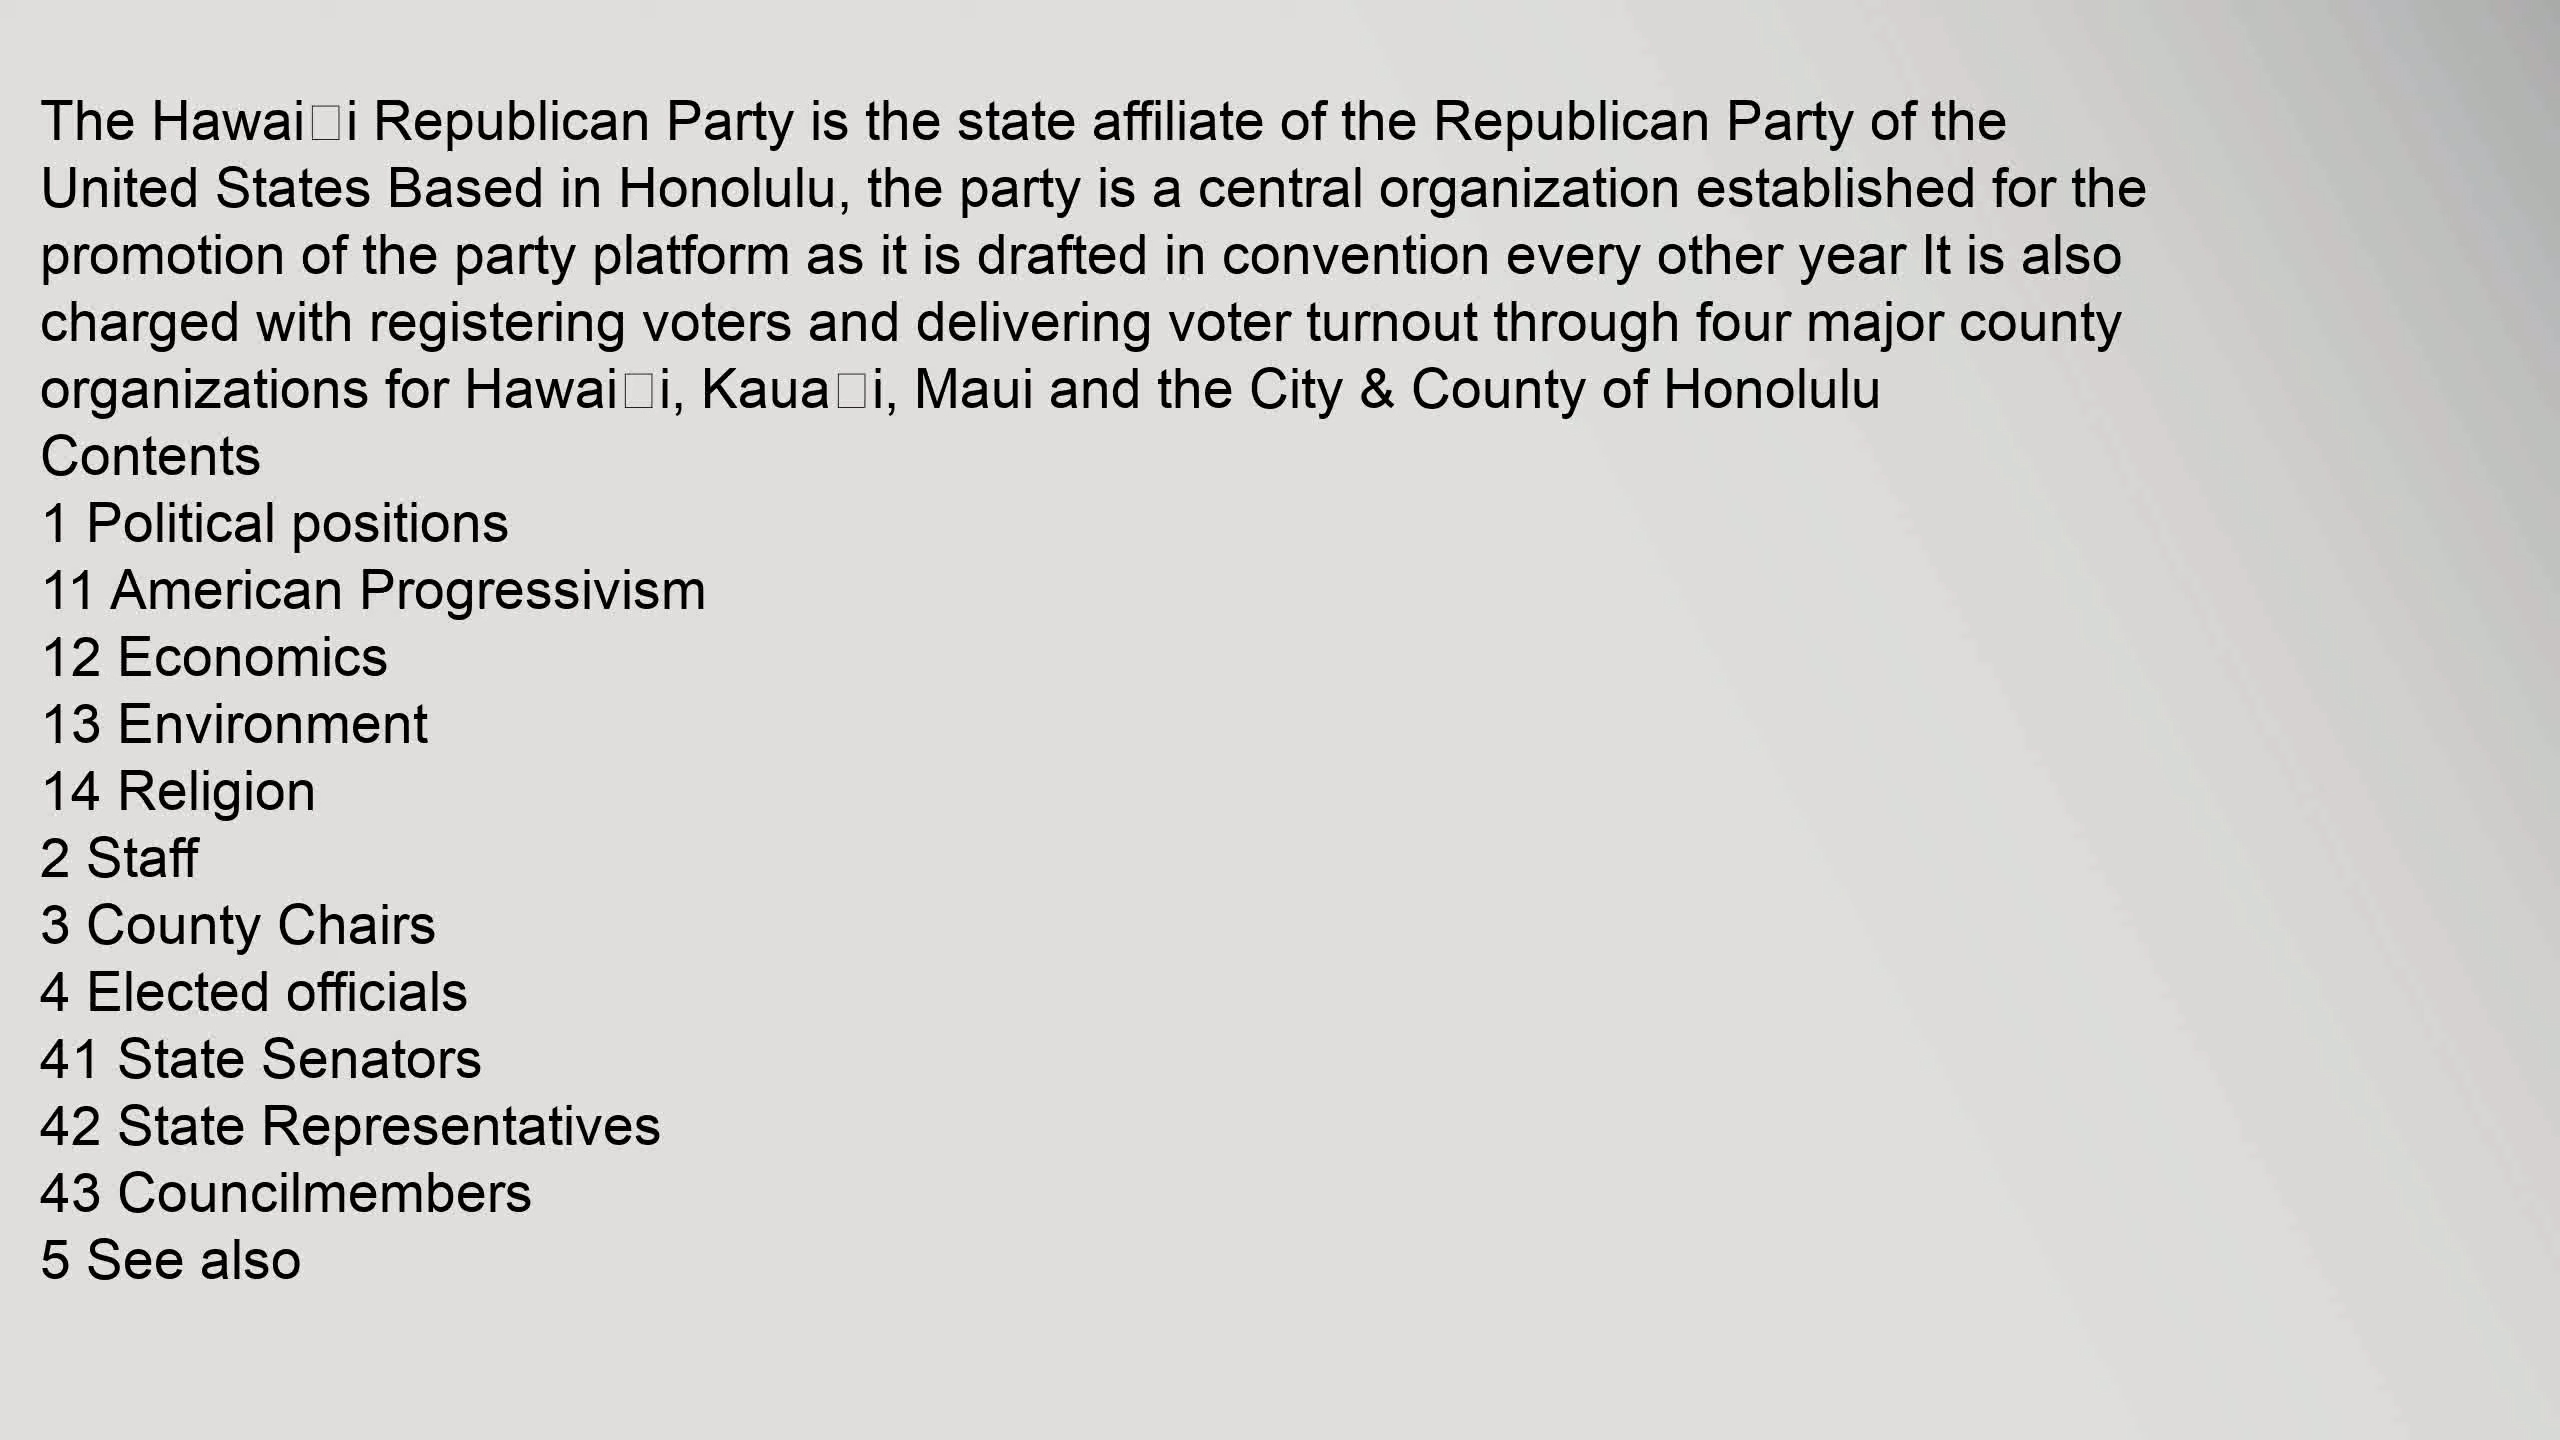 The Hawai□i Republican Party is the state affiliate of the Republican Party of the
United States Based in Honolulu, the party is a central organization established for the
promotion of the party platform as it is drafted in convention every other year It is also
charged with registering voters and delivering voter turnout through four major county
organizations for Hawai□i, Kaua□i, Maui and the City & County of Honolulu
Contents
1 Political positions
11 American Progressivism
12 Economics
13 Environment
14 Religion
2 Staff
3 County Chairs
4 Elected officials
41 State Senators
42 State Representatives
43 Councilmembers
5 See also